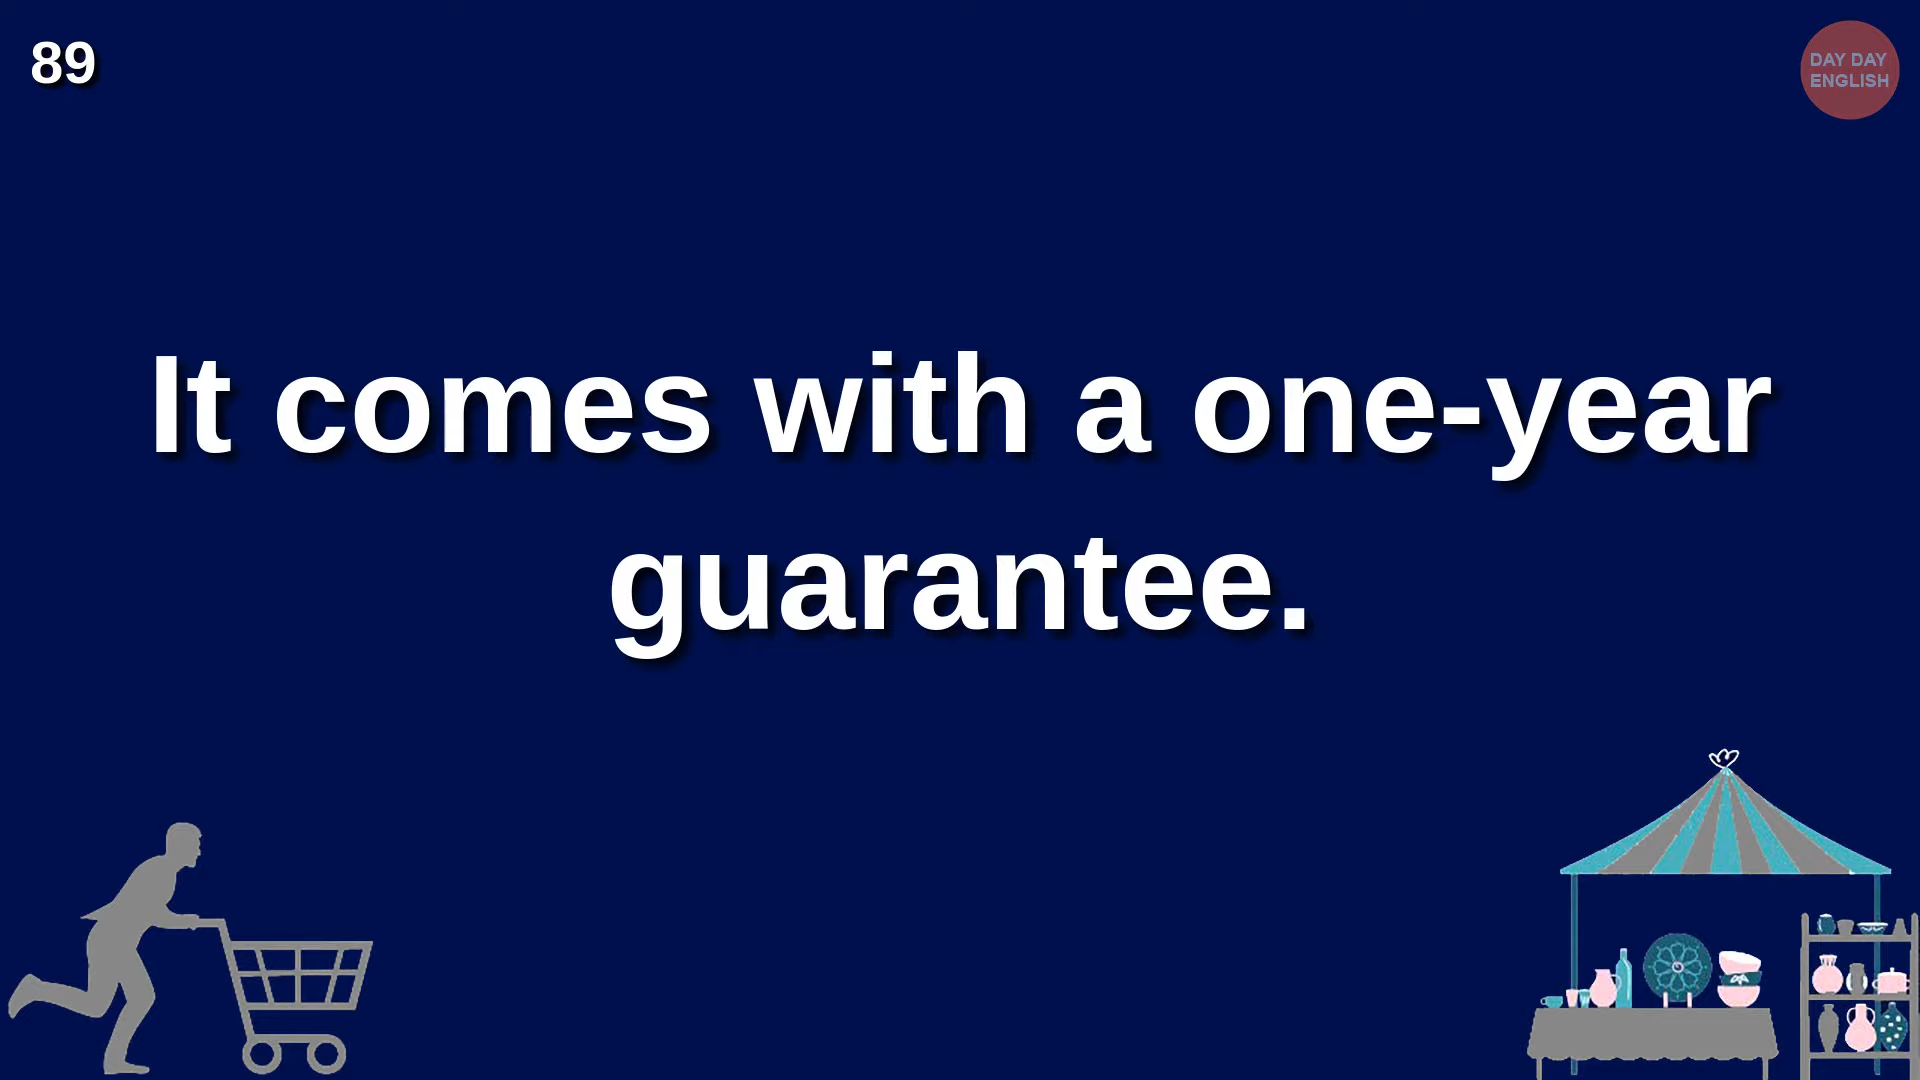 89
DAY DAY
ENGLISH
It comes with a one-year
guarantee.